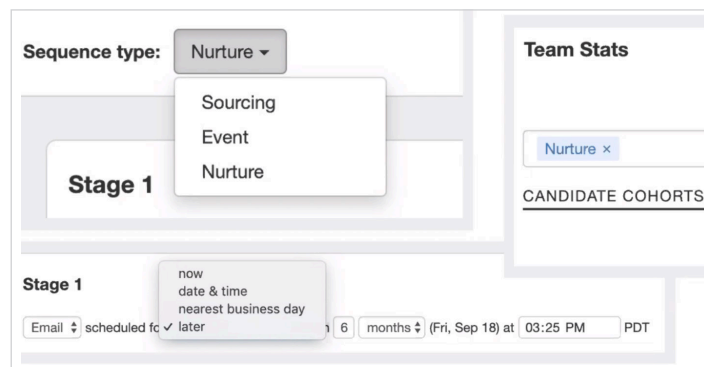 Sequence type: Nurture
Sourcing
Event
Nurture
Stage 1
Team Stats
Nurture ×
CANDIDATE COHORTS
Stage 1
now
date & time
nearest business day
✓ later
Email scheduled fo 6 months (Fri, Sep 18) at 03:25 PM PDT